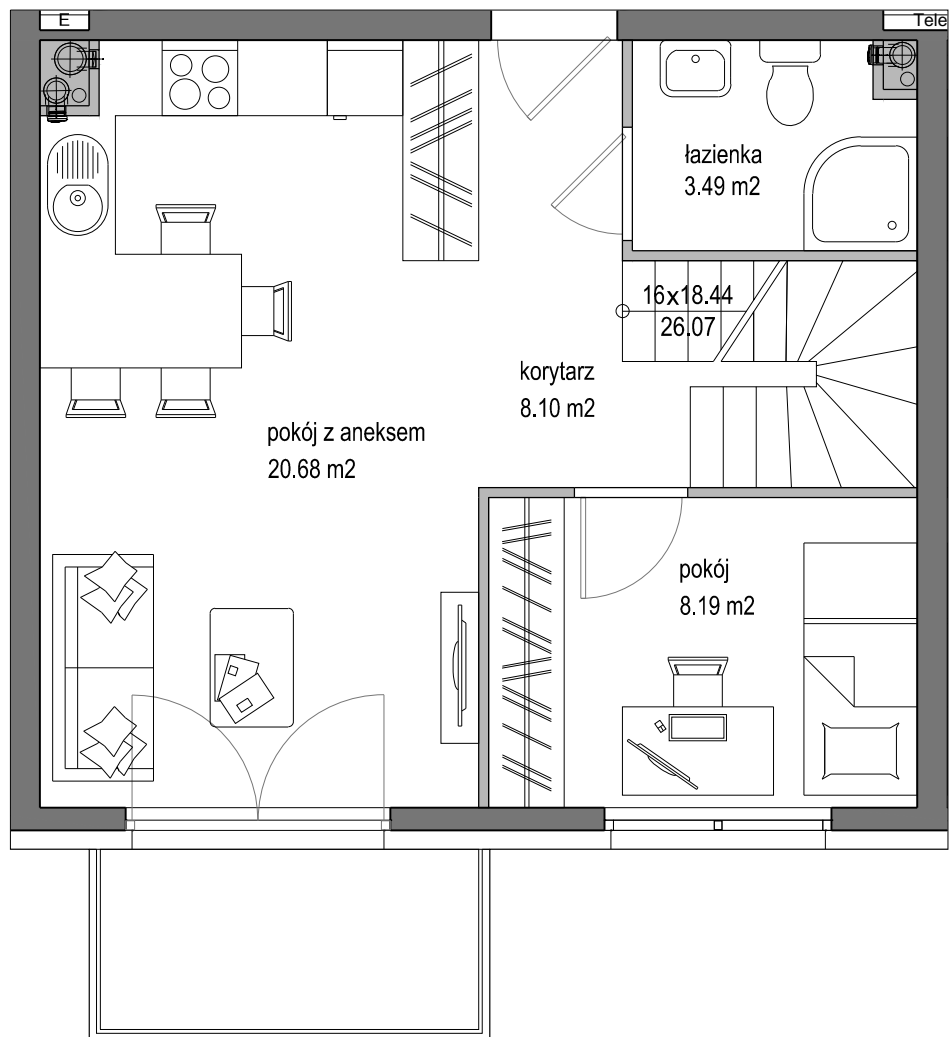 E
Tele
łazienka
3.49 m2
16x18.44
26.07
korytarz
8.10 m2
pokój z aneksem
20.68 m2
pokój
8.19 m2